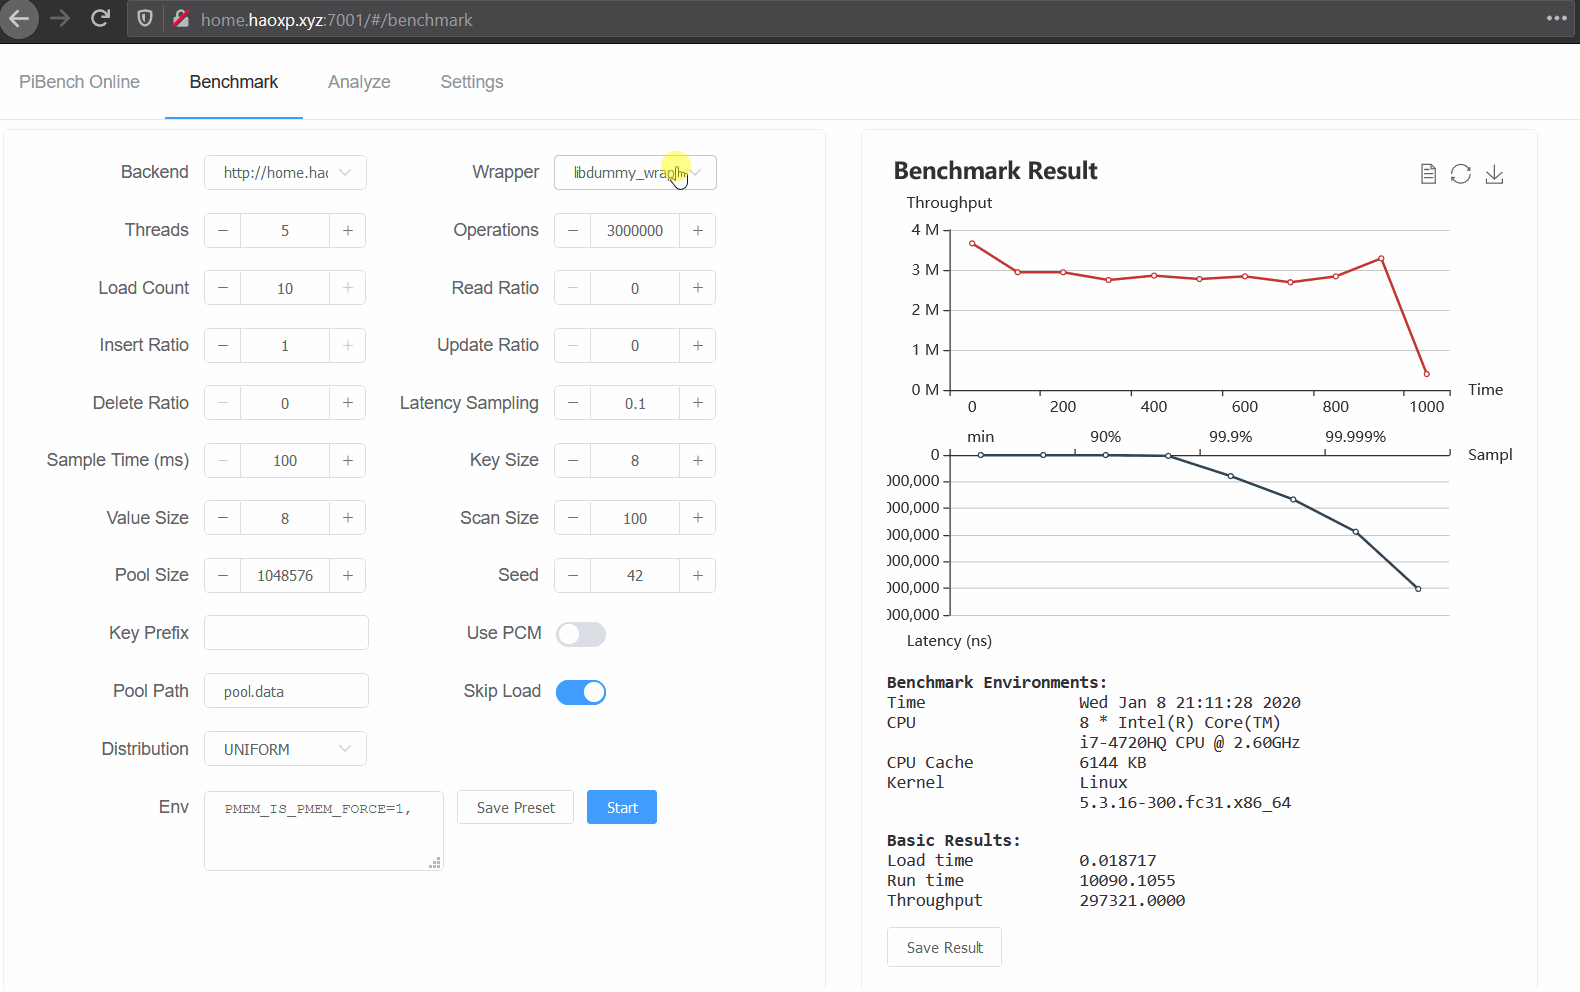 home.haoxp.xyz:7001/#/benchmark
PiBench Online Benchmark Analyze Settings
Backend http://home.hao
Wrapper libdummy_wrap
Threads − 5 +
Operations − 3000000 +
Load Count − 10 +
Read Ratio − 0 +
Insert Ratio − 1 +
Update Ratio − 0 +
Delete Ratio − 0 +
Latency Sampling − 0.1 +
Sample Time (ms) − 100 +
Key Size − 8 +
Value Size − 8 +
Scan Size − 100 +
Pool Size − 1048576 +
Seed − 42 +
Key Prefix
Use PCM
Pool Path pool.data
Skip Load
Distribution UNIFORM
Env PMEM_IS_PMEM_FORCE=1,
Save Preset Start
Benchmark Result
Throughput
4 M
3 M
2 M
1 M
0 M
Time
0 200 400 600 800 1000
min 90% 99.9% 99.999%
0
Sampl
000,000
000,000
000,000
000,000
000,000
000,000
Latency (ns)
Benchmark Environments:
Time Wed Jan 8 21:11:28 2020
CPU 8 * Intel(R) Core(TM)
i7-4720HQ CPU @ 2.60GHz
CPU Cache 6144 KB
Kernel Linux
5.3.16-300.fc31.x86_64
Basic Results:
Load time 0.018717
Run time 10090.1055
Throughput 297321.0000
Save Result